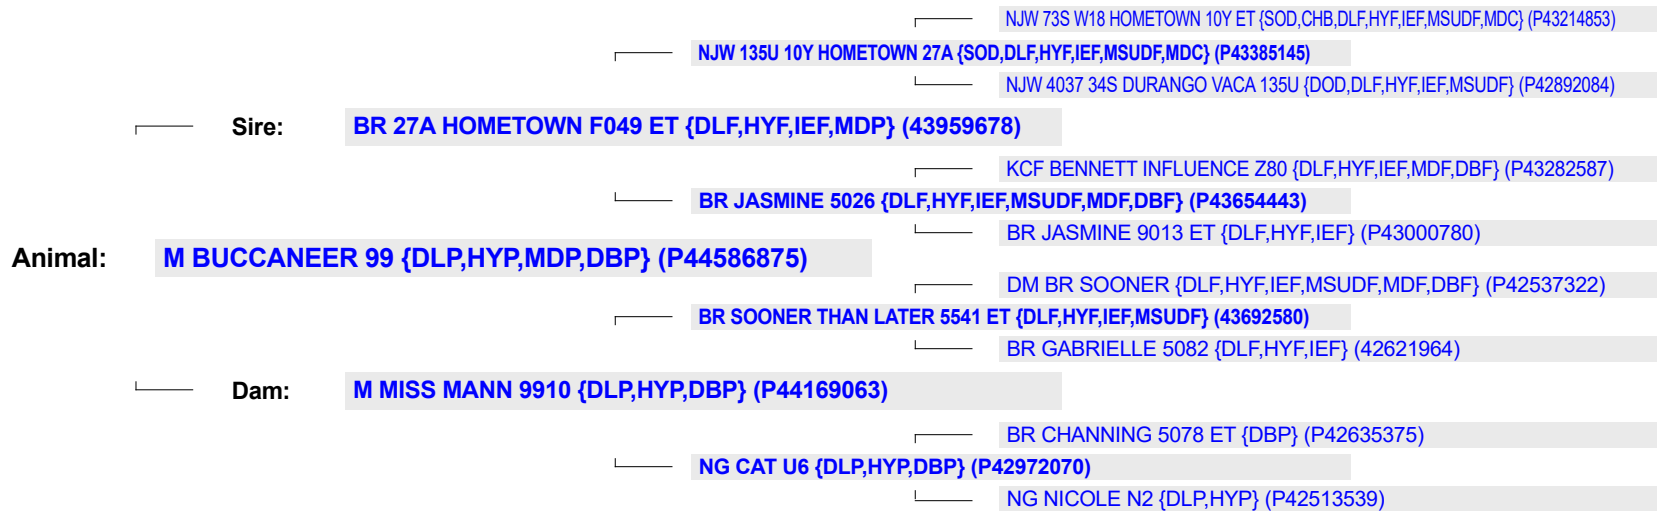 NJW 73S W18 HOMETOWN 10Y ET {SOD,CHB,DLF,HYF,IEF,MSUDF,MDC} (P43214853)
NJW 135U 10Y HOMETOWN 27A {SOD,DLF,HYF,IEF,MSUDF,MDC} (P43385145)
NJW 4037 34S DURANGO VACA 135U {DOD,DLF,HYF,IEF,MSUDF} (P42892084)
Sire: BR 27A HOMETOWN F049 ET {DLF,HYF,IEF,MDP} (43959678)
KCF BENNETT INFLUENCE Z80 {DLF,HYF,IEF,MDF,DBF} (P43282587)
BR JASMINE 5026 {DLF,HYF,IEF,MSUDF,MDF,DBF} (P43654443)
BR JASMINE 9013 ET {DLF,HYF,IEF} (P43000780)
Animal: M BUCCANEER 99 {DLP,HYP,MDP,DBP} (P44586875)
DM BR SOONER {DLF,HYF,IEF,MSUDF,MDF,DBF} (P42537322)
BR SOONER THAN LATER 5541 ET {DLF,HYF,IEF,MSUDF} (43692580)
BR GABRIELLE 5082 {DLF,HYF,IEF} (42621964)
Dam: M MISS MANN 9910 {DLP,HYP,DBP} (P44169063)
BR CHANNING 5078 ET {DBP} (P42635375)
NG CAT U6 {DLP,HYP,DBP} (P42972070)
NG NICOLE N2 {DLP,HYP} (P42513539)